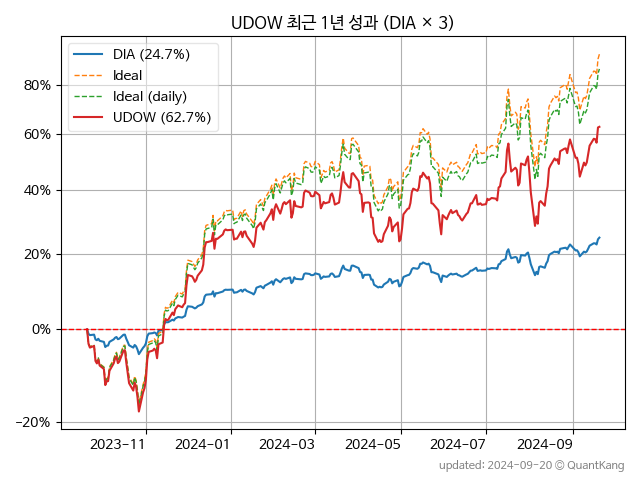 UDOW 최근 1년 성과 (DIA × 3)
DIA (24.7%)
Ideal
Ideal (daily)
UDOW (62.7%)
80%
60%
40%
20%
0%
−20%
2023−11 2024−01 2024−03 2024−05 2024−07 2024−09
updated: 2024−09−20 © QuantKang